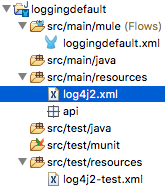 loggingdefault
src/main/mule (Flows)
loggingdefault.xml
src/main/java
src/main/resources
log4j2.xml
api
src/test/java
src/test/munit
src/test/resources
log4j2-test.xml